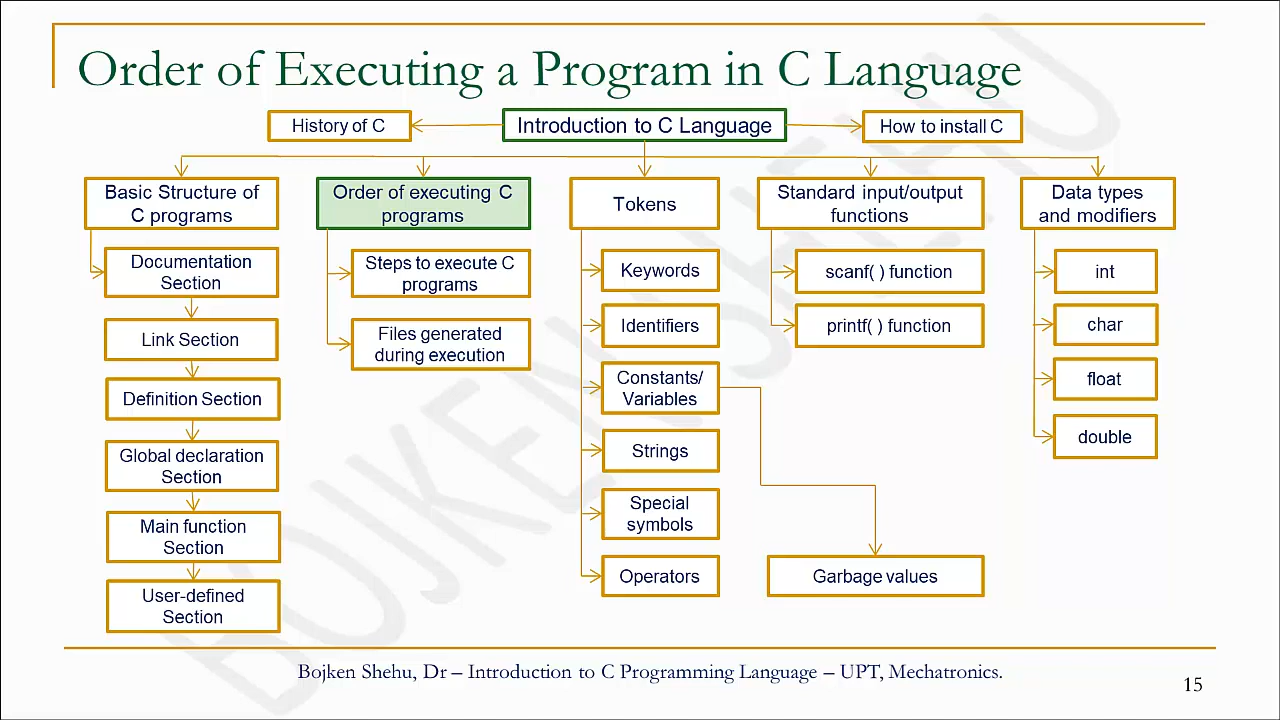 Order of Executing a Program in C Language
History of C
Introduction to C Language
How to install C
Basic Structure of
C programs
Documentation
Section
Link Section
Definition Section
Global declaration
Section
Main function
Section
User-defined
Section
Order of executing C
programs
Steps to execute C
programs
Files generated
during execution
Tokens
Keywords
Identifiers
Constants/
Variables
Strings
Special
symbols
Operators
Standard input/output
functions
scanf( ) function
printf( ) function
Garbage values
Data types
and modifiers
int
char
float
double
Bojken Shehu, Dr – Introduction to C Programming Language – UPT, Mechatronics.
15
BOJKEN SHEHU